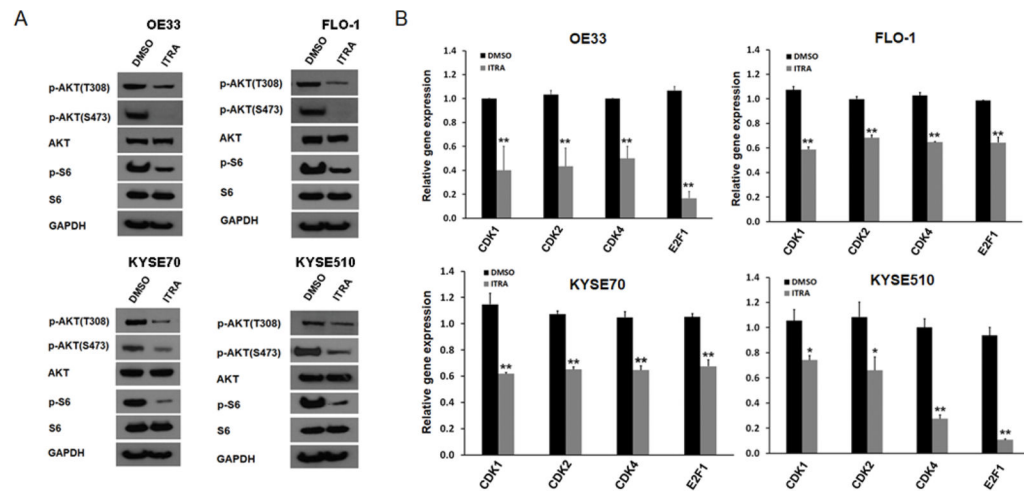 A
OE33
DMSO ITRA
p-AKT(T308)
p-AKT(S473)
AKT
p-S6
S6
GAPDH
FLO-1
DMSO ITRA
p-AKT(T308)
p-AKT(S473)
AKT
p-S6
S6
GAPDH
KYSE70
DMSO ITRA
p-AKT(T308)
p-AKT(S473)
AKT
p-S6
S6
GAPDH
KYSE510
DMSO ITRA
p-AKT(T308)
p-AKT(S473)
AKT
p-S6
S6
GAPDH
B
OE33
Relative gene expression
1.4
1.2
1.0
0.8
0.6
0.4
0.2
0.0
DMSO
ITRA
** ** ** **
CDK1 CDK2 CDK4 E2F1
FLO-1
Relative gene expression
1.4
1.2
1.0
0.8
0.6
0.4
0.2
0.0
DMSO
ITRA
** ** ** **
CDK1 CDK2 CDK4 E2F1
KYSE70
Relative gene expression
1.4
1.2
1.0
0.8
0.6
0.4
0.2
0.0
DMSO
ITRA
** ** ** **
CDK1 CDK2 CDK4 E2F1
KYSE510
1.4
1.2
1.0
0.8
0.6
0.4
0.2
0.0
DMSO
ITRA
* * ** **
CDK1 CDK2 CDK4 E2F1